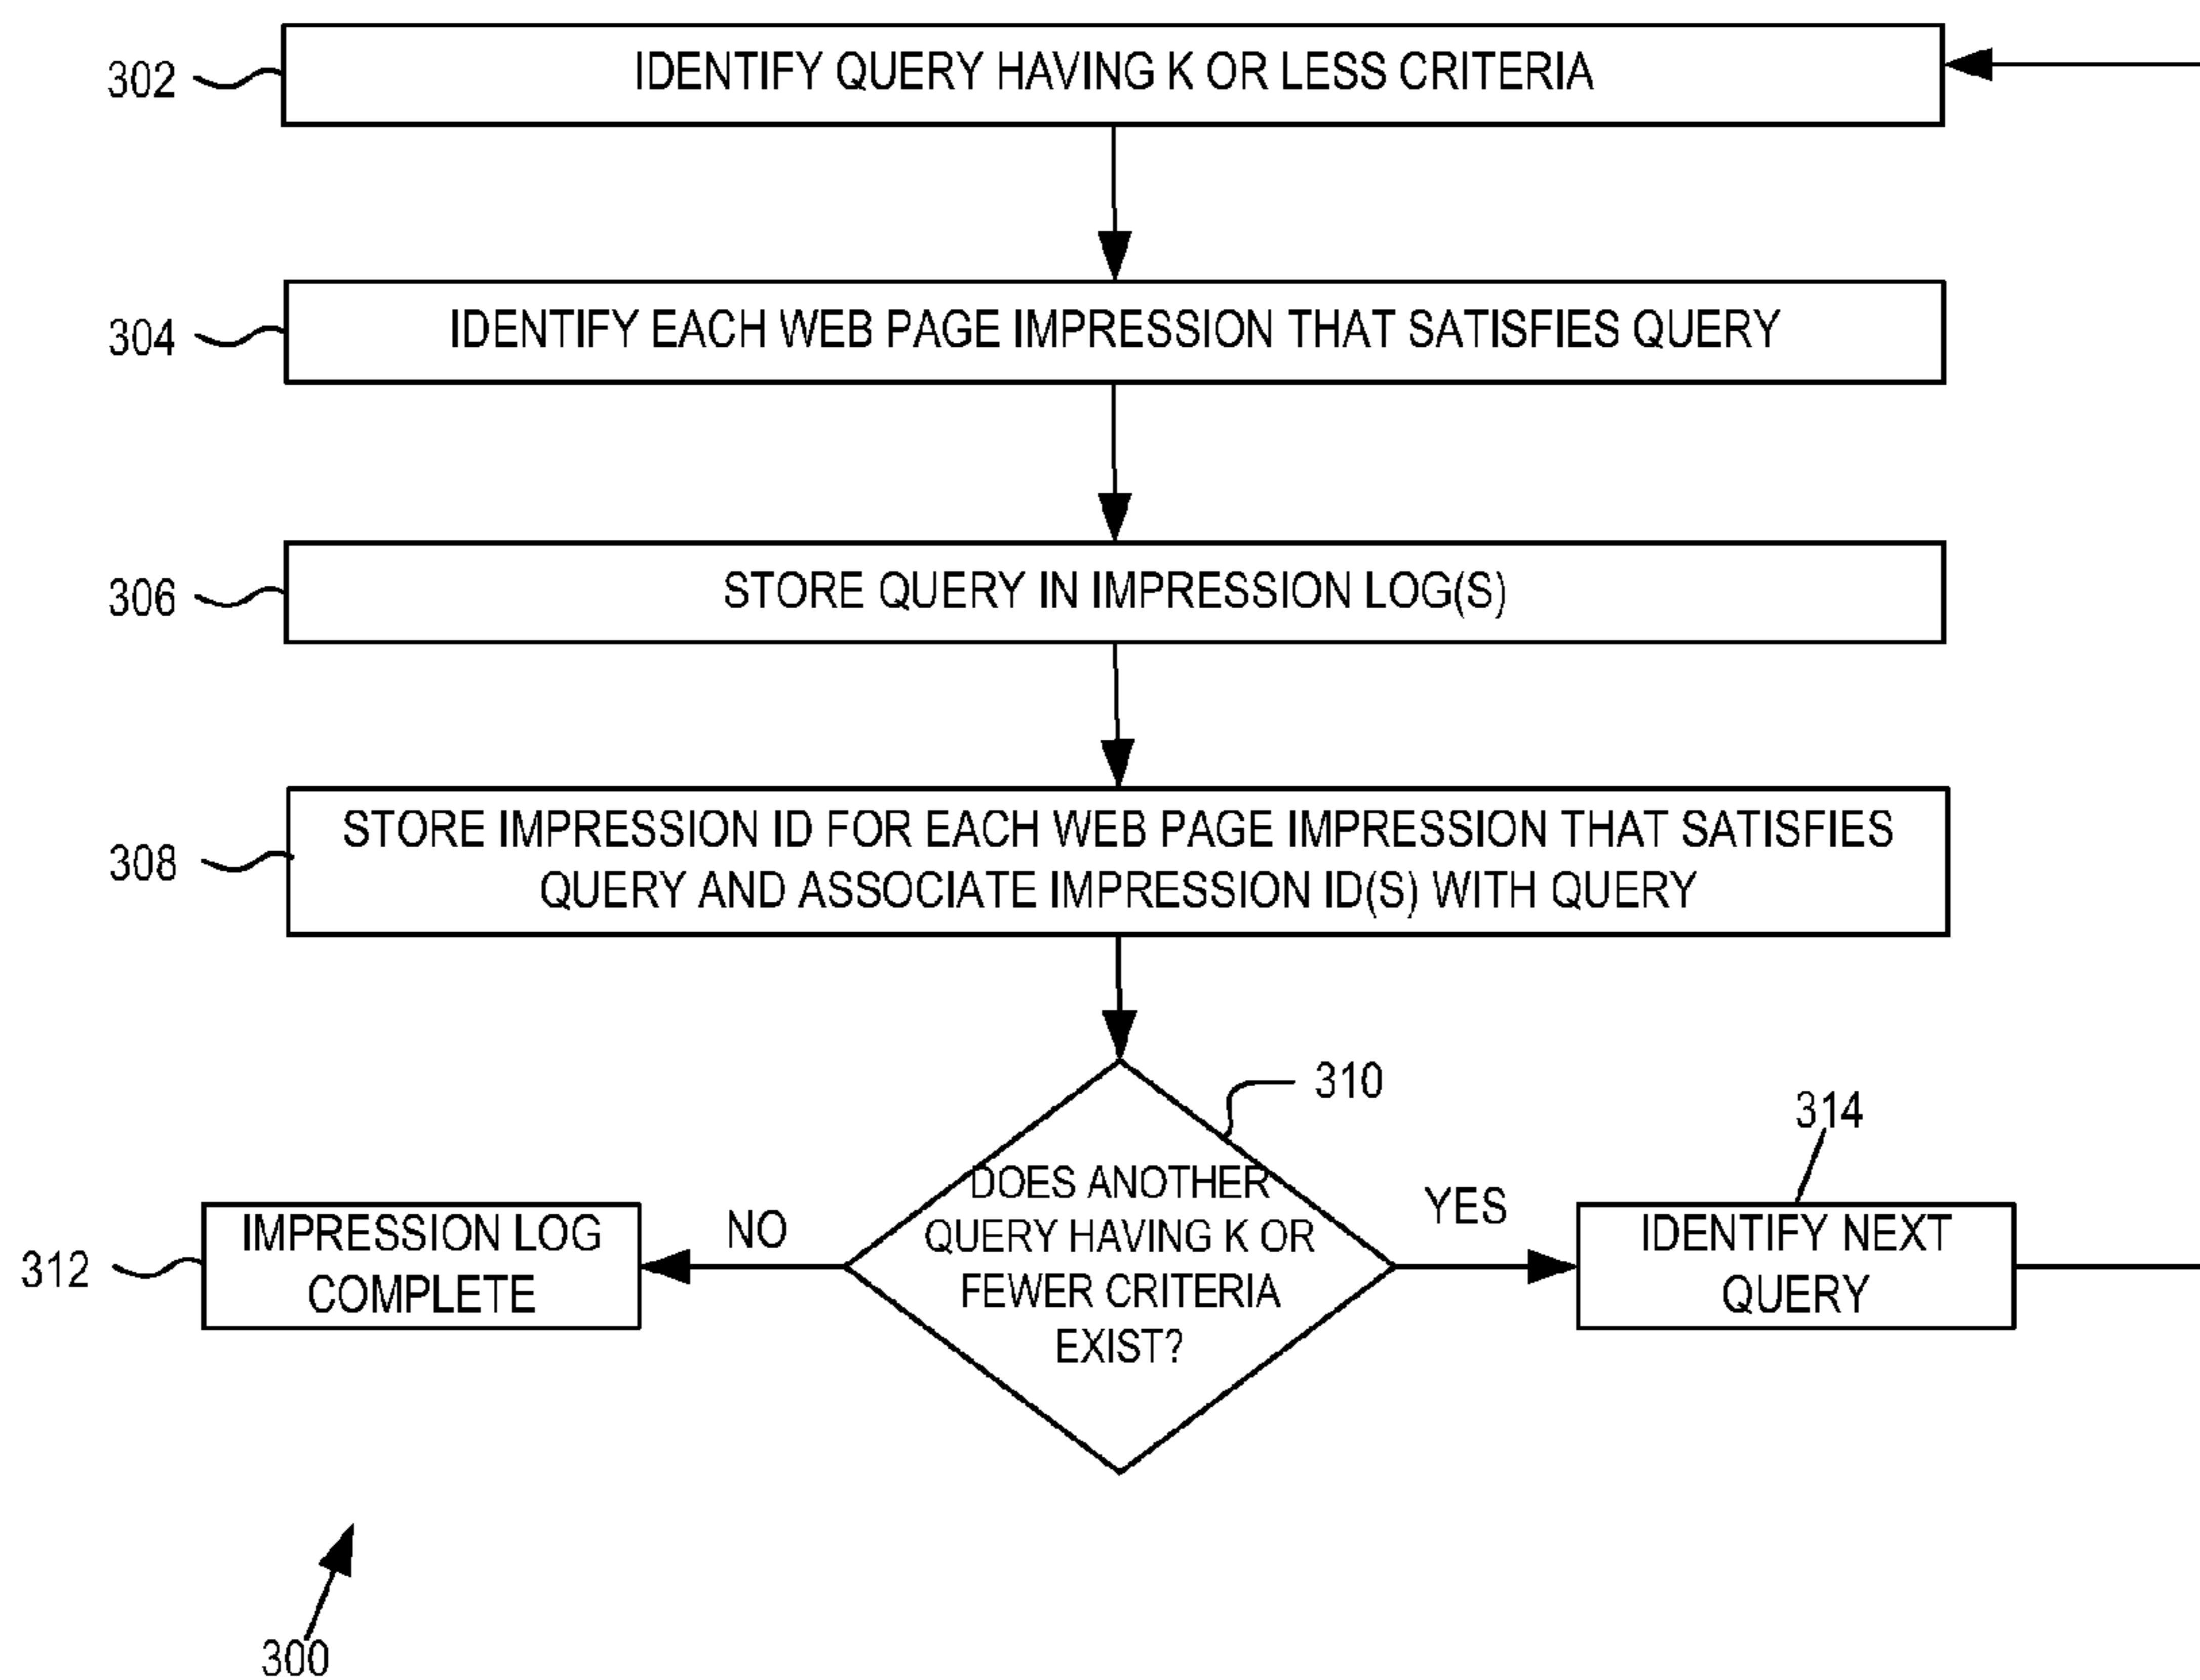 302
IDENTIFY QUERY HAVING K OR LESS CRITERIA
304
IDENTIFY EACH WEB PAGE IMPRESSION THAT SATISFIES QUERY
306
STORE QUERY IN IMPRESSION LOG(S)
308
STORE IMPRESSION ID FOR EACH WEB PAGE IMPRESSION THAT SATISFIES
QUERY AND ASSOCIATE IMPRESSION ID(S) WITH QUERY
310
DOES ANOTHER
QUERY HAVING K OR
FEWER CRITERIA
EXIST?
NO
312
IMPRESSION LOG
COMPLETE
YES
314
IDENTIFY NEXT
QUERY
300